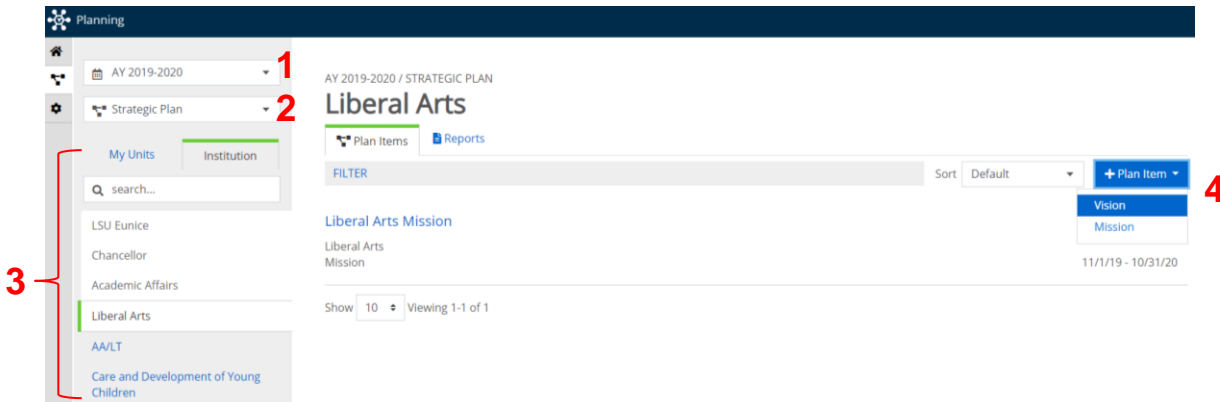 Planning
AY 2019-2020
1
Strategic Plan
2
My Units
Institution
search...
3
LSU Eunice
Chancellor
Academic Affairs
Liberal Arts
AA/LT
Care and Development of Young
Children
AY 2019-2020 / STRATEGIC PLAN
Liberal Arts
Plan Items
Reports
FILTER
Sort
Default
+ Plan Item
4
Vision
Mission
Liberal Arts Mission
Liberal Arts
Mission
11/1/19 - 10/31/20
Show 10 Viewing 1-1 of 1